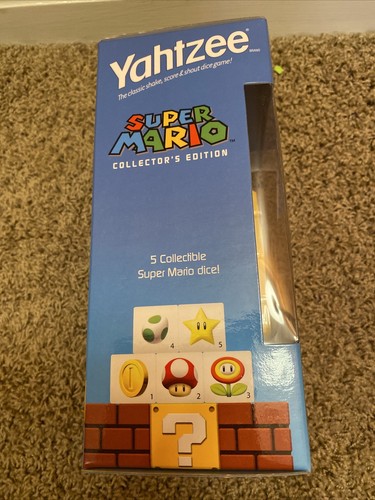 Yahtzee
The classic shake, score & shout dice game!
SUPER
MARIO™
COLLECTOR'S EDITION
5 Collectible
Super Mario dice!
4 5
1 2 3
?